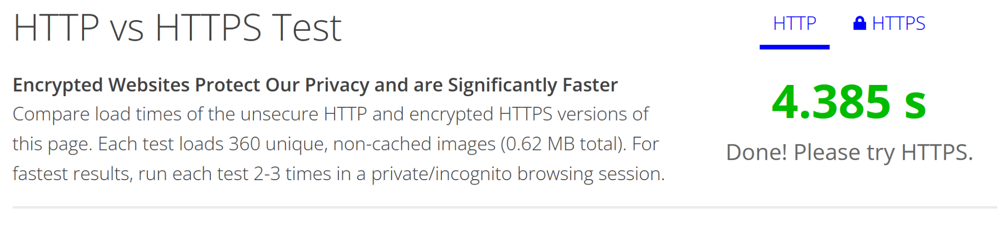 HTTP vs HTTPS Test
HTTP
HTTPS
Encrypted Websites Protect Our Privacy and are Significantly Faster
Compare load times of the unsecure HTTP and encrypted HTTPS versions of
this page. Each test loads 360 unique, non-cached images (0.62 MB total). For
fastest results, run each test 2-3 times in a private/incognito browsing session.
4.385 s
Done! Please try HTTPS.